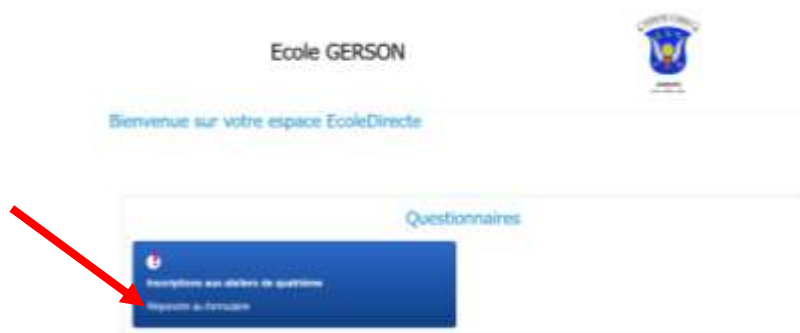 Ecole GERSON
Bienvenue sur votre espace EcoleDirecte
Questionnaires
Inscriptions aux ateliers de quatrième
Répondre au formulaire